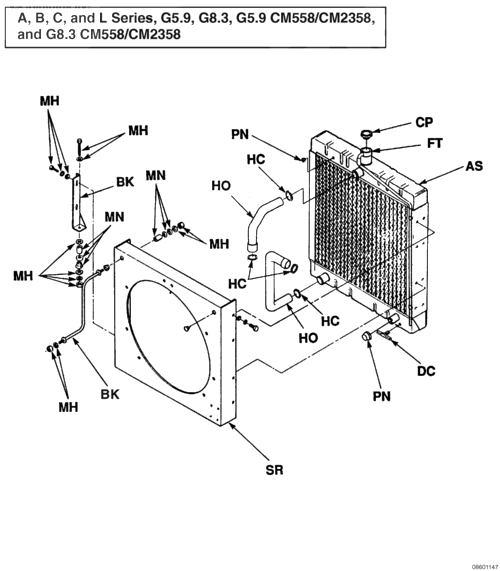 A, B, C, and L Series, G5.9, G8.3, G5.9 CM558/CM2358,
and G8.3 CM558/CM2358
MH
MH
BK
MN
MN
MH
MH
BK
MH
PN
HC
HO
HC
HC
HO
CP
FT
AS
DC
PN
SR
08601147